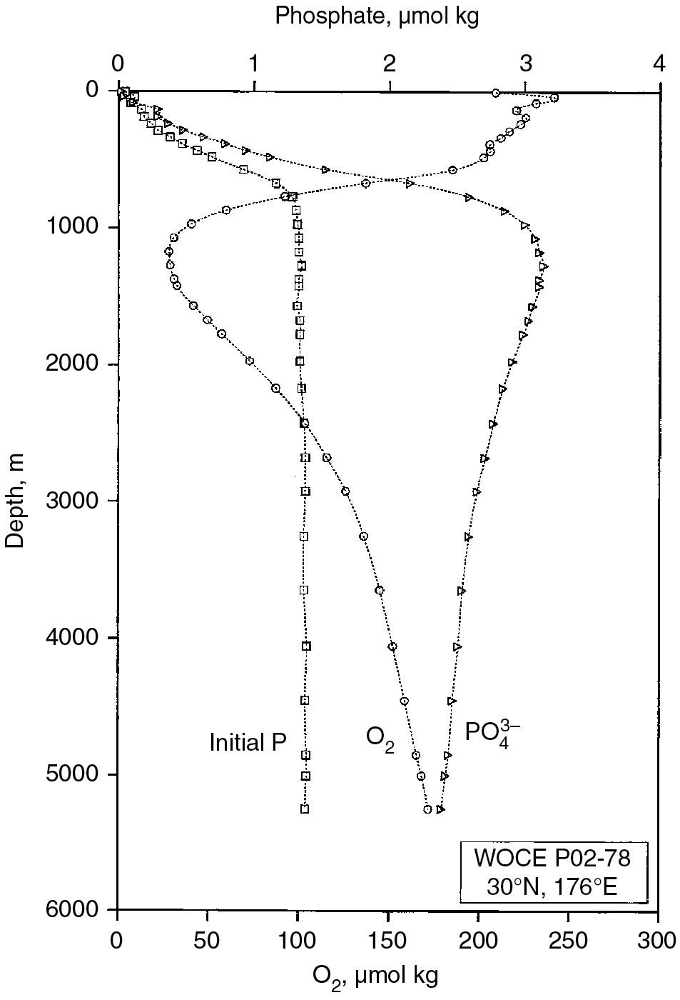 Phosphate, µmol kg
0 1 2 3 4
0
1000
2000
3000
4000
5000
6000
Depth, m
Initial P
O₂
PO₄³⁻
WOCE P02-78
30°N, 176°E
0 50 100 150 200 250 300
O₂, µmol kg